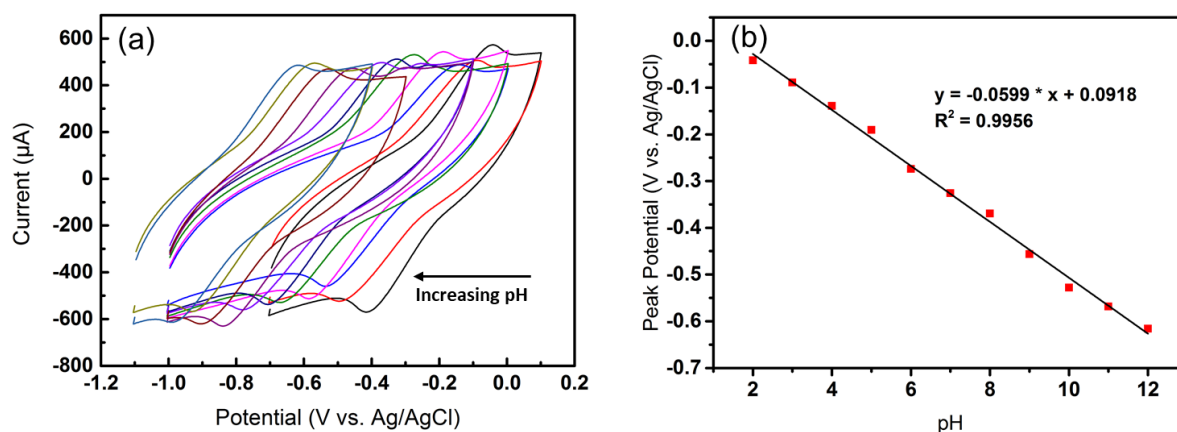 (a)
600
400
200
0
-200
-400
-600
-800
Current (µA)
Increasing pH
-1.2 -1.0 -0.8 -0.6 -0.4 -0.2 0.0 0.2
Potential (V vs. Ag/AgCl)
(b)
0.0
-0.1
-0.2
-0.3
-0.4
-0.5
-0.6
-0.7
Peak Potential (V vs. Ag/AgCl)
y = -0.0599 * x + 0.0918
R² = 0.9956
2 4 6 8 10 12
pH